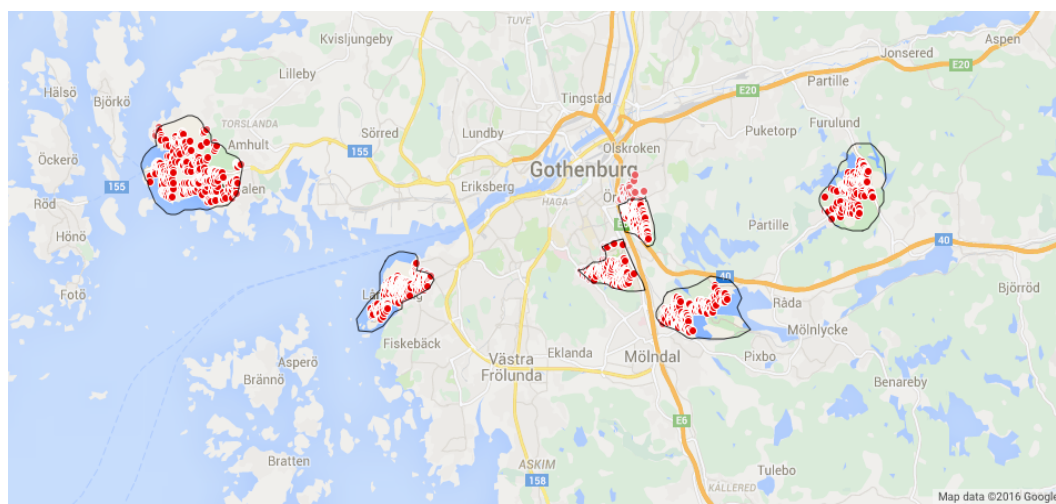 TUVE
Aspen
Kvisljungeby
Jonsered
E20
Hälsö
Björkö
Lilleby
Partille
E20
Tingstad
TORSLANDA
Sörred
Lundby
Puketorp
Furulund
Amhult
155
Olskroken
Öckerö
155
Gothenburg
Eriksberg
HAGA
Röd
Hönö
Partille
40
40
Fotö
Råda
Björröd
Mölnlycke
Fiskebäck
Eklanda
Mölndal
Pixbo
Asperö
Västra
Frölunda
Brännö
Benareby
E6
Bratten
ASKIM
Tulebo
158
KÅLLERED
Map data ©2016 Google